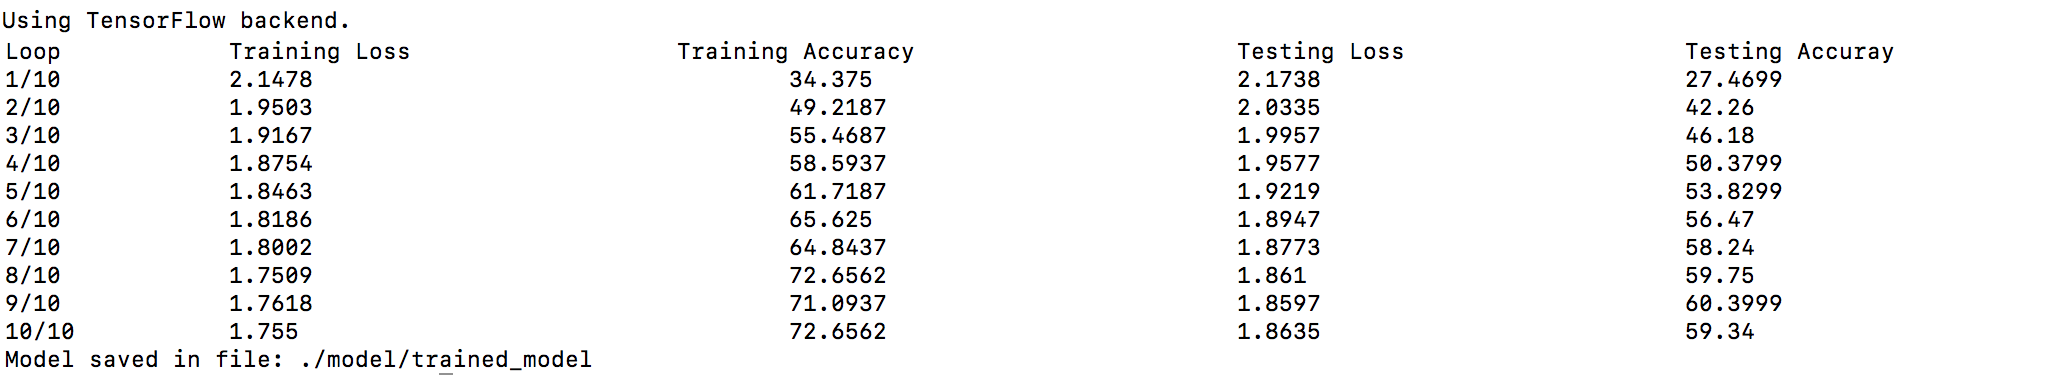 Using TensorFlow backend.
Loop Training Loss Training Accuracy Testing Loss Testing Accuray
1/10 2.1478 34.375 2.1738 27.4699
2/10 1.9503 49.2187 2.0335 42.26
3/10 1.9167 55.4687 1.9957 46.18
4/10 1.8754 58.5937 1.9577 50.3799
5/10 1.8463 61.7187 1.9219 53.8299
6/10 1.8186 65.625 1.8947 56.47
7/10 1.8002 64.8437 1.8773 58.24
8/10 1.7509 72.6562 1.861 59.75
9/10 1.7618 71.0937 1.8597 60.3999
10/10 1.755 72.6562 1.8635 59.34
Model saved in file: ./model/trained_model